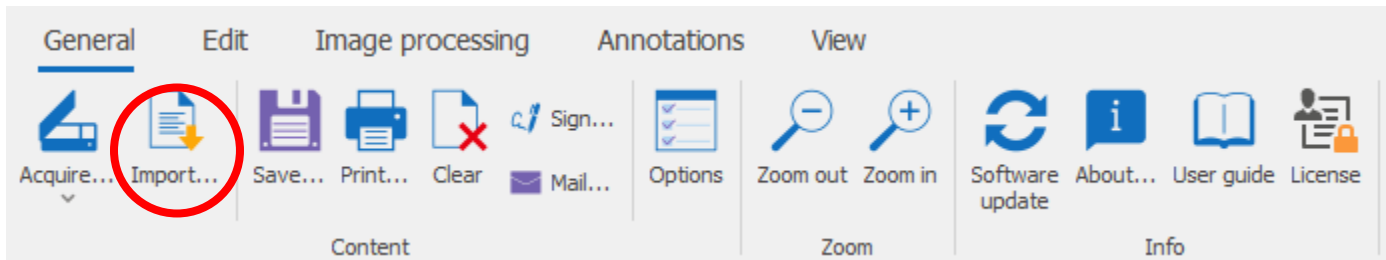 General Edit Image processing Annotations View
Acquire... Import... Save... Print... Clear Sign... Mail... Options Zoom out Zoom in Software update About... User guide License
Content Zoom Info